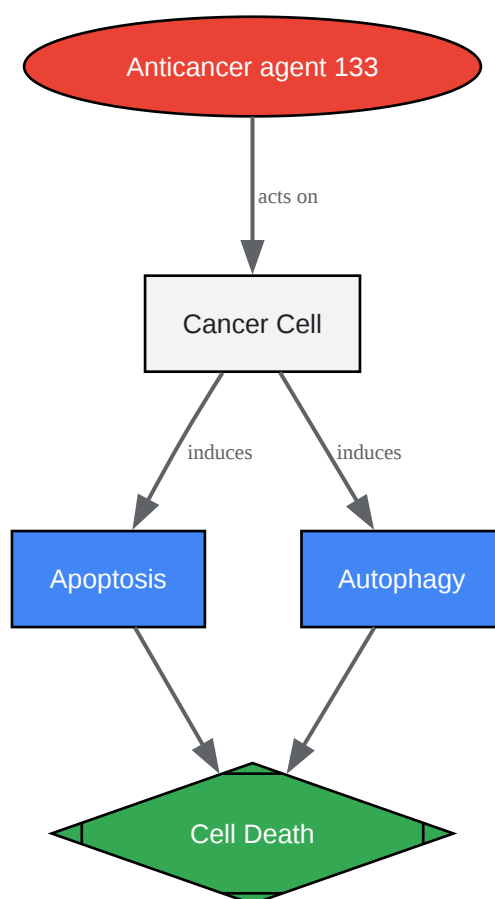 Anticancer agent 133
acts on
Cancer Cell
induces
induces
Apoptosis
Autophagy
Cell Death